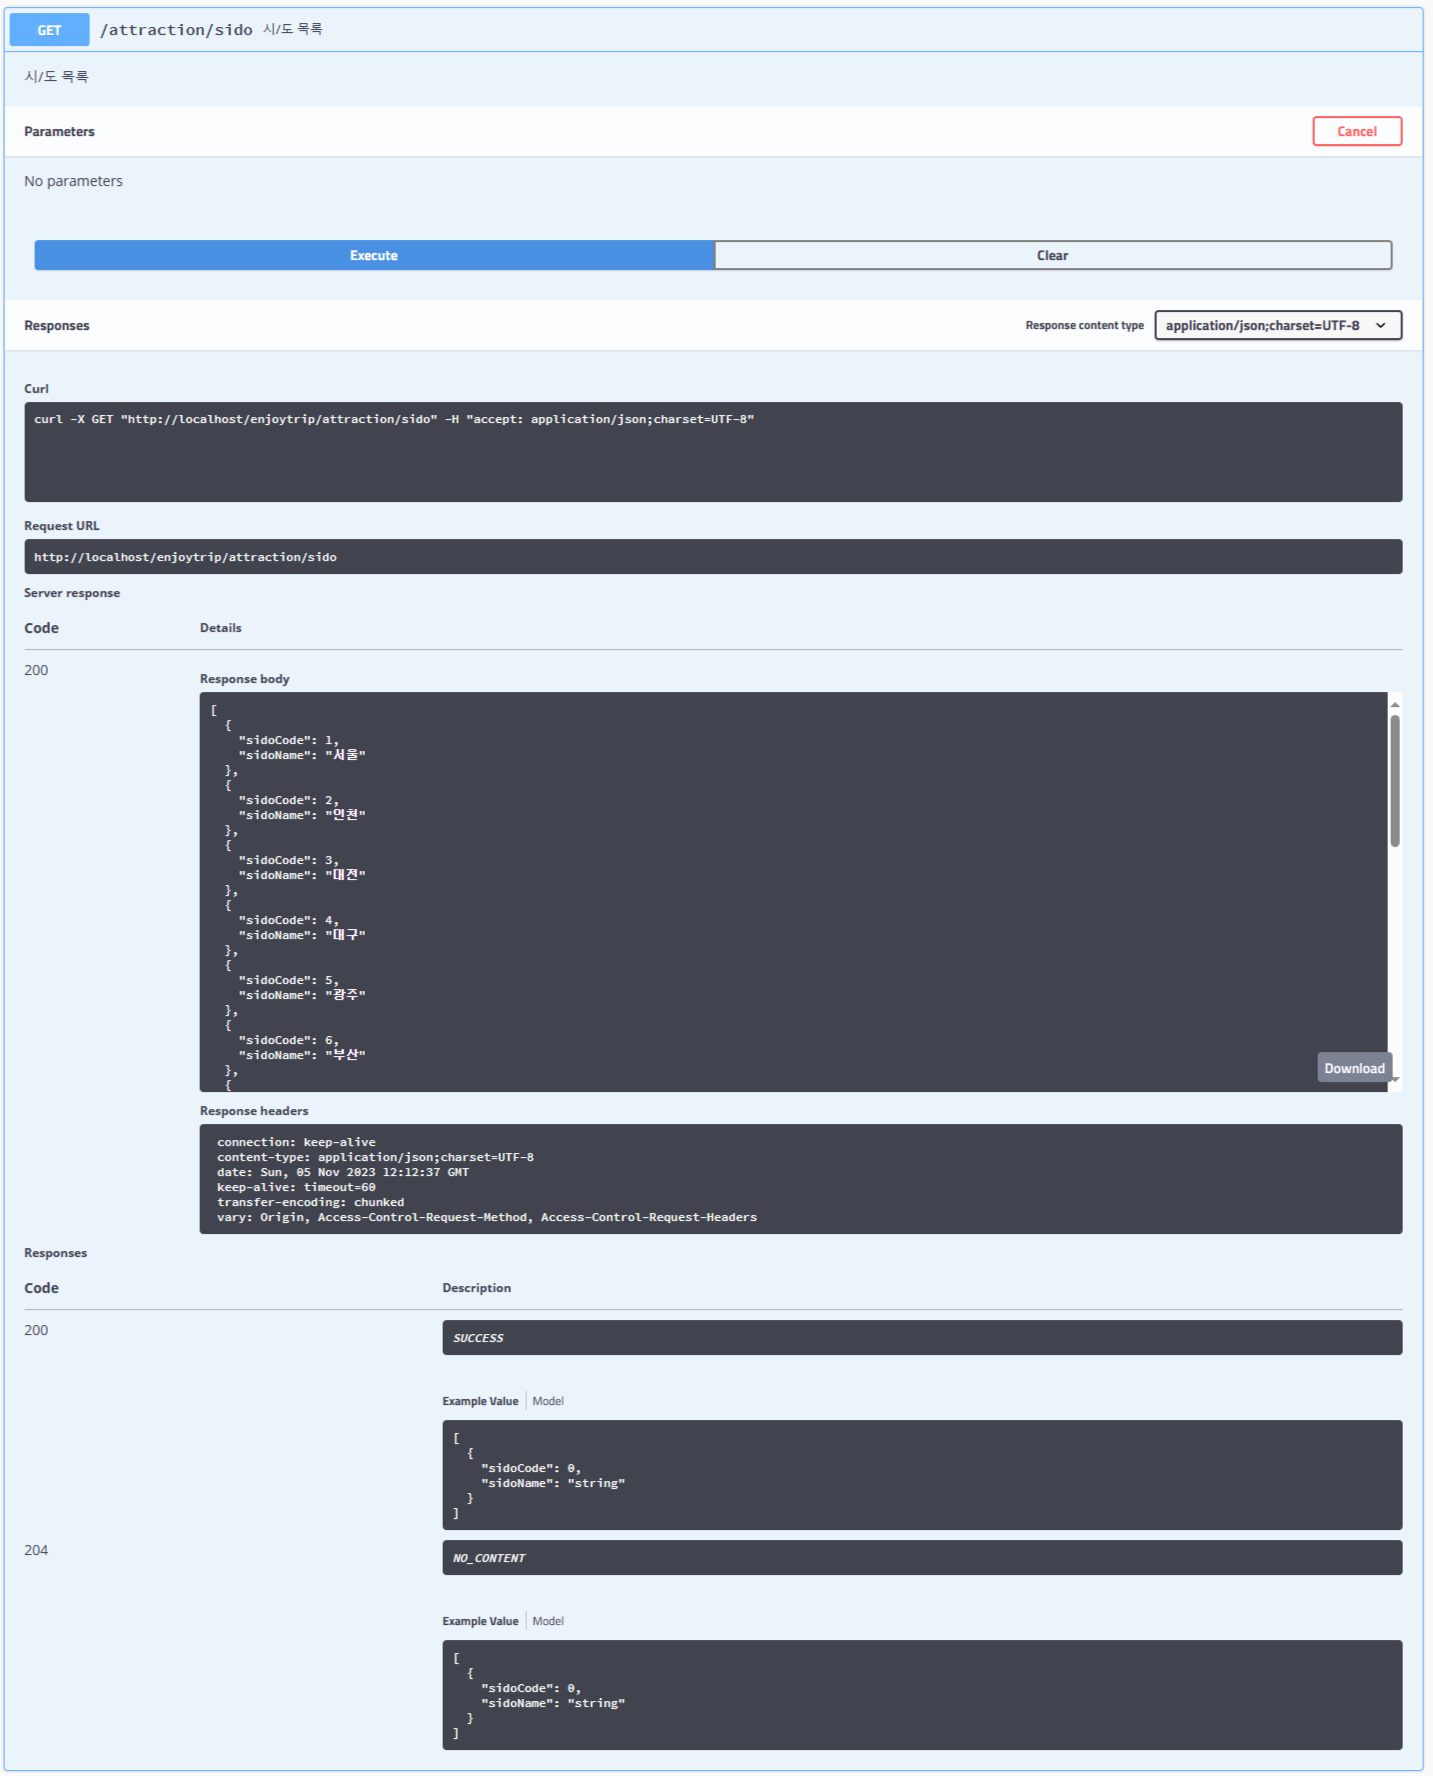 GET /attraction/sido 시/도 목록
시/도 목록
Parameters Cancel
No parameters
Execute Clear
Responses Response content type application/json;charset=UTF-8
Curl
curl -X GET "http://localhost/enjoytrip/attraction/sido" -H "accept: application/json;charset=UTF-8"
Request URL
http://localhost/enjoytrip/attraction/sido
Server response
Code Details
200
Response body
[
{
"sidoCode": 1,
"sidoName": "서울"
},
{
"sidoCode": 2,
"sidoName": "인천"
},
{
"sidoCode": 3,
"sidoName": "대전"
},
{
"sidoCode": 4,
"sidoName": "대구"
},
{
"sidoCode": 5,
"sidoName": "광주"
},
{
"sidoCode": 6,
"sidoName": "부산"
},
{
Download
Response headers
connection: keep-alive
content-type: application/json;charset=UTF-8
date: Sun, 05 Nov 2023 12:12:37 GMT
keep-alive: timeout=60
transfer-encoding: chunked
vary: Origin, Access-Control-Request-Method, Access-Control-Request-Headers
Responses
Code Description
200 SUCCESS
Example Value Model
[
{
"sidoCode": 0,
"sidoName": "string"
}
]
204 NO_CONTENT
Example Value Model
[
{
"sidoCode": 0,
"sidoName": "string"
}
]